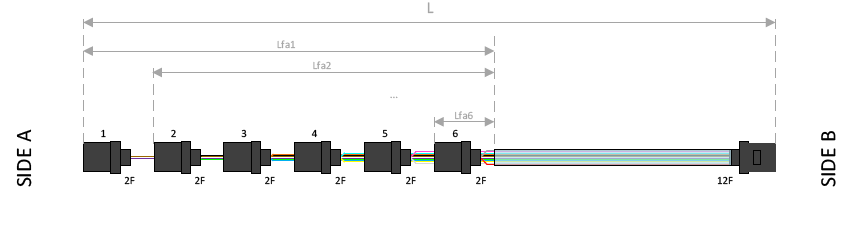 L
Lfa1
Lfa2
...
Lfa6
1 2 3 4 5 6
SIDE A
SIDE B
2F 2F 2F 2F 2F 2F 12F